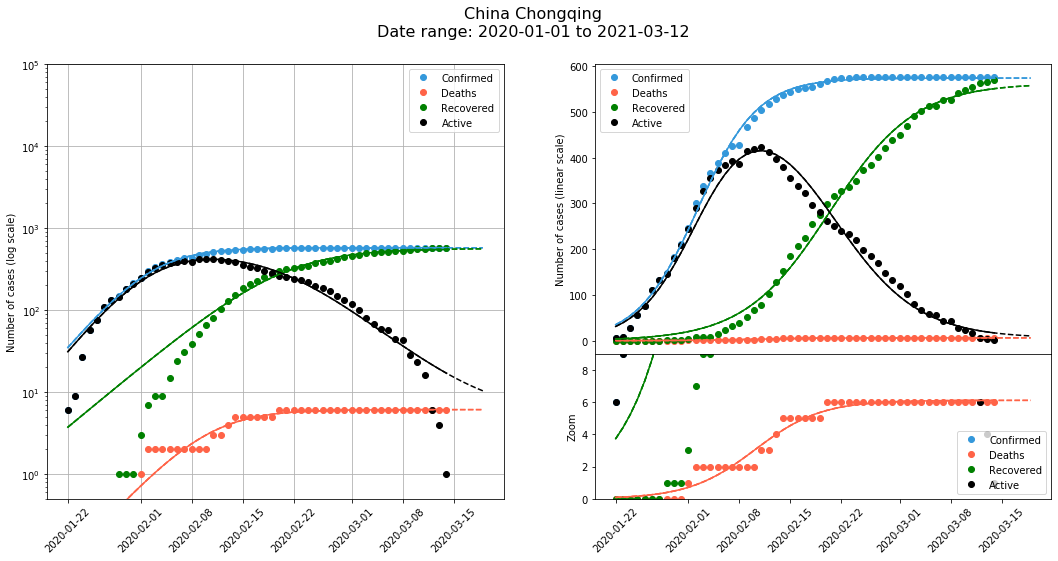 China Chongqing
Date range: 2020-01-01 to 2021-03-12
Number of cases (log scale)
10⁵
10⁴
10³
10²
10¹
10⁰
Confirmed
Deaths
Recovered
Active
2020-01-22
2020-02-01
2020-02-08
2020-02-15
2020-02-22
2020-03-01
2020-03-08
2020-03-15
Number of cases (linear scale)
600
500
400
300
200
100
0
Confirmed
Deaths
Recovered
Active
Zoom
8
6
4
2
0
Confirmed
Deaths
Recovered
Active
2020-01-22
2020-02-01
2020-02-08
2020-02-15
2020-02-22
2020-03-01
2020-03-08
2020-03-15